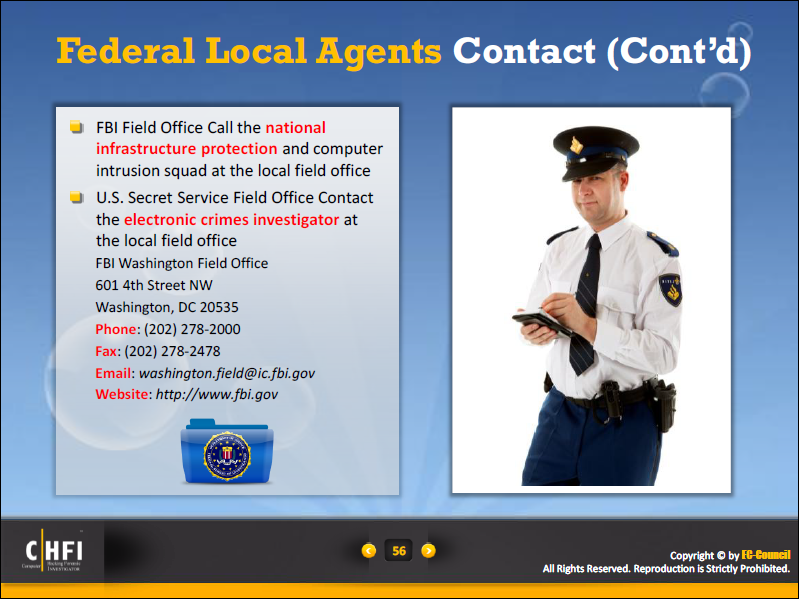 Federal Local Agents Contact (Cont’d)
FBI Field Office Call the national
infrastructure protection and computer
intrusion squad at the local field office
U.S. Secret Service Field Office Contact
the electronic crimes investigator at
the local field office
FBI Washington Field Office
601 4th Street NW
Washington, DC 20535
Phone: (202) 278-2000
Fax: (202) 278-2478
Email: washington.field@ic.fbi.gov
Website: http://www.fbi.gov
CHFI
Computer Hacking Forensic
INVESTIGATOR
56
Copyright © by EC-Council
All Rights Reserved. Reproduction is Strictly Prohibited.